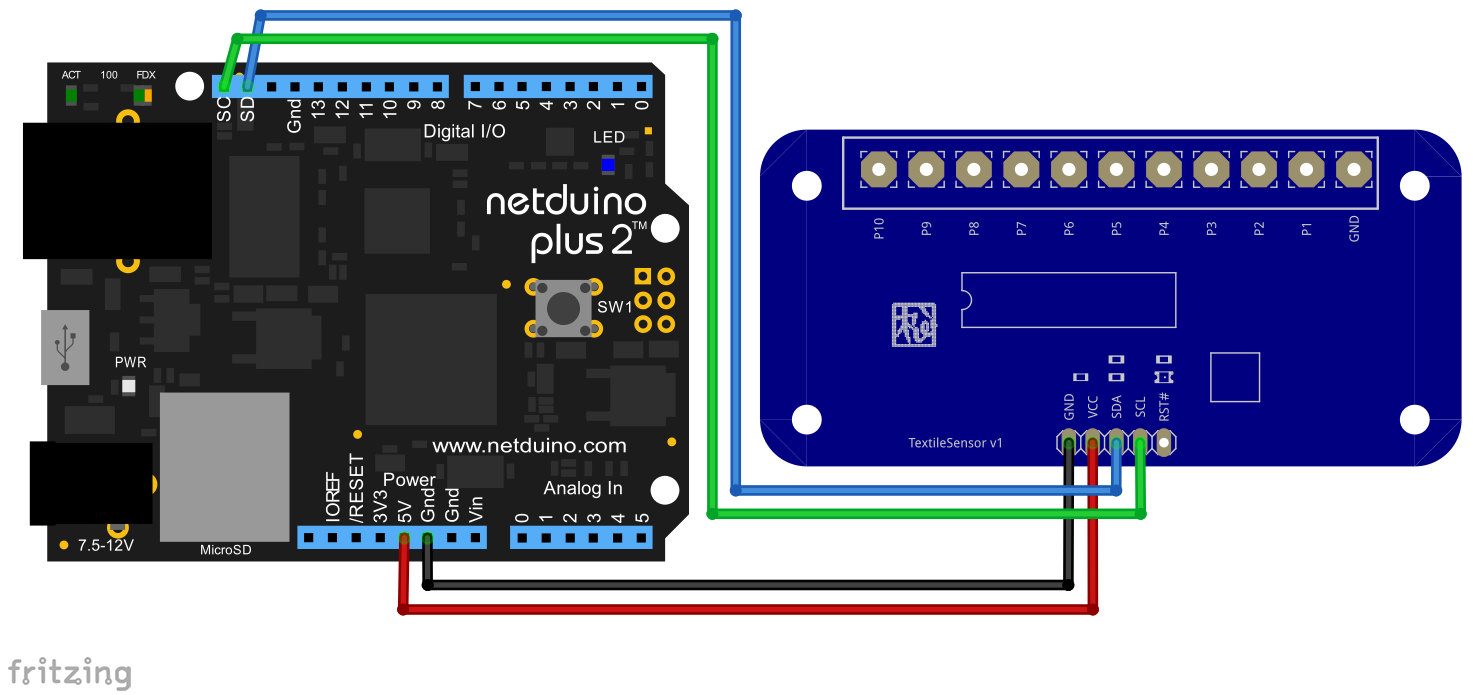 ACT 100 FDX
SC
SD
Gnd
13
12
11
10
9
8
7
6
5
4
3
2
1
0
Digital I/O
LED
netduino
plus 2™
SW1
PWR
www.netduino.com
Power
IOREF
/RESET
3V3
5V
Gnd
Gnd
Vin
Analog In
0
1
2
3
4
5
7.5-12V
MicroSD
P10
P9
P8
P7
P6
P5
P4
P3
P2
P1
GND
GND
VCC
SDA
SCL
RST#
TextileSensor v1
fritzing